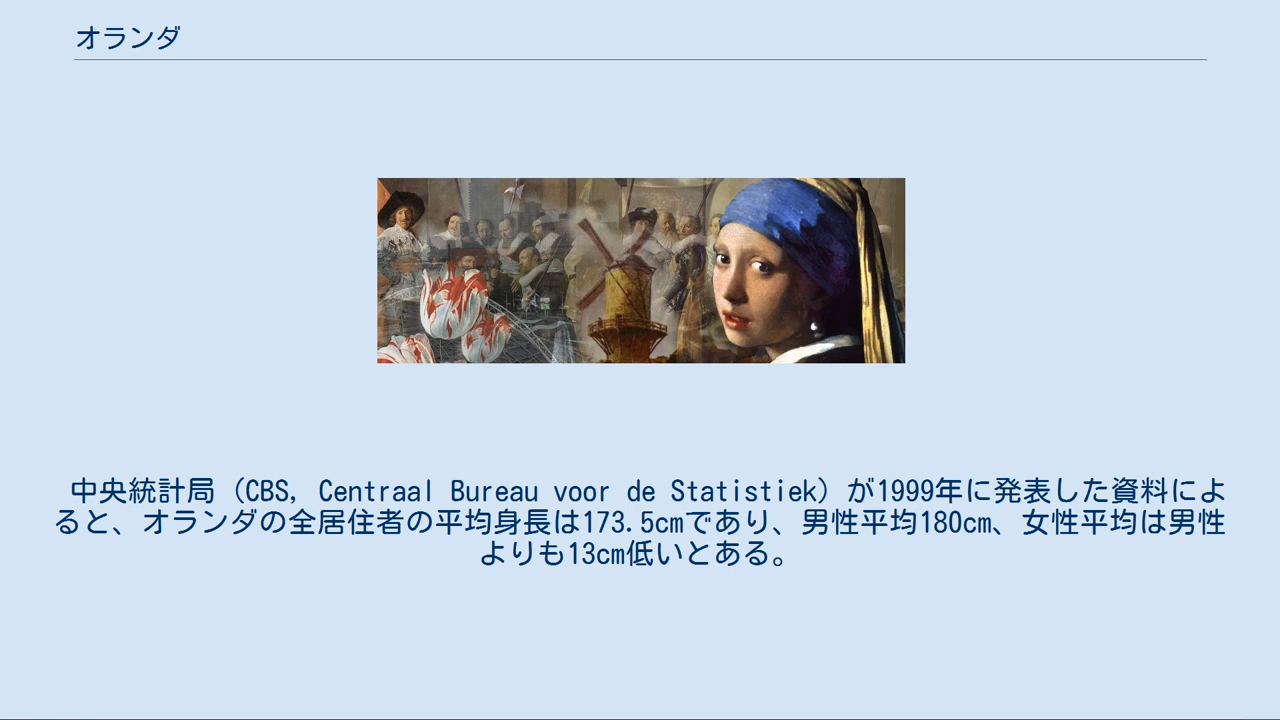 オランダ
中央統計局（CBS, Centraal Bureau voor de Statistiek）が1999年に発表した資料によ
ると、オランダの全居住者の平均身長は173.5cmであり、男性平均180cm、女性平均は男性
よりも13cm低いとある。